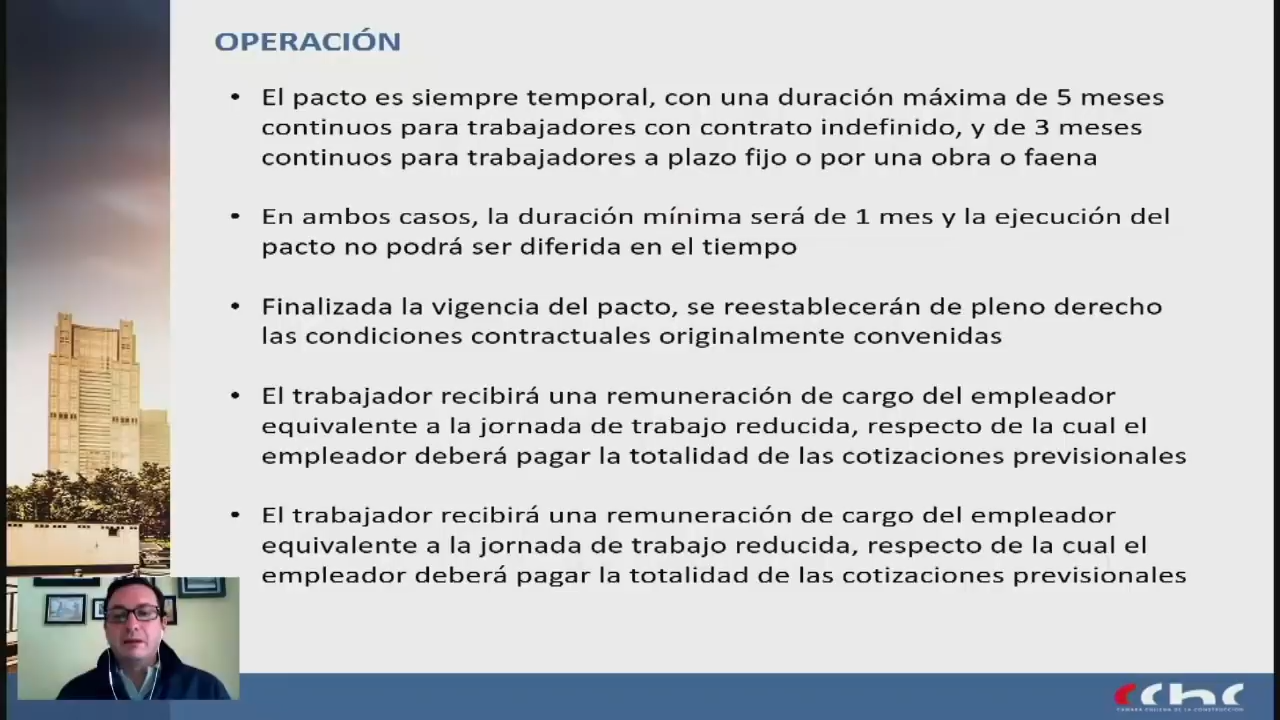 OPERACIÓN
• El pacto es siempre temporal, con una duración máxima de 5 meses
continuos para trabajadores con contrato indefinido, y de 3 meses
continuos para trabajadores a plazo fijo o por una obra o faena
• En ambos casos, la duración mínima será de 1 mes y la ejecución del
pacto no podrá ser diferida en el tiempo
• Finalizada la vigencia del pacto, se reestablecerán de pleno derecho
las condiciones contractuales originalmente convenidas
• El trabajador recibirá una remuneración de cargo del empleador
equivalente a la jornada de trabajo reducida, respecto de la cual el
empleador deberá pagar la totalidad de las cotizaciones previsionales
• El trabajador recibirá una remuneración de cargo del empleador
equivalente a la jornada de trabajo reducida, respecto de la cual el
empleador deberá pagar la totalidad de las cotizaciones previsionales
cchc
CÁMARA CHILENA DE LA CONSTRUCCIÓN